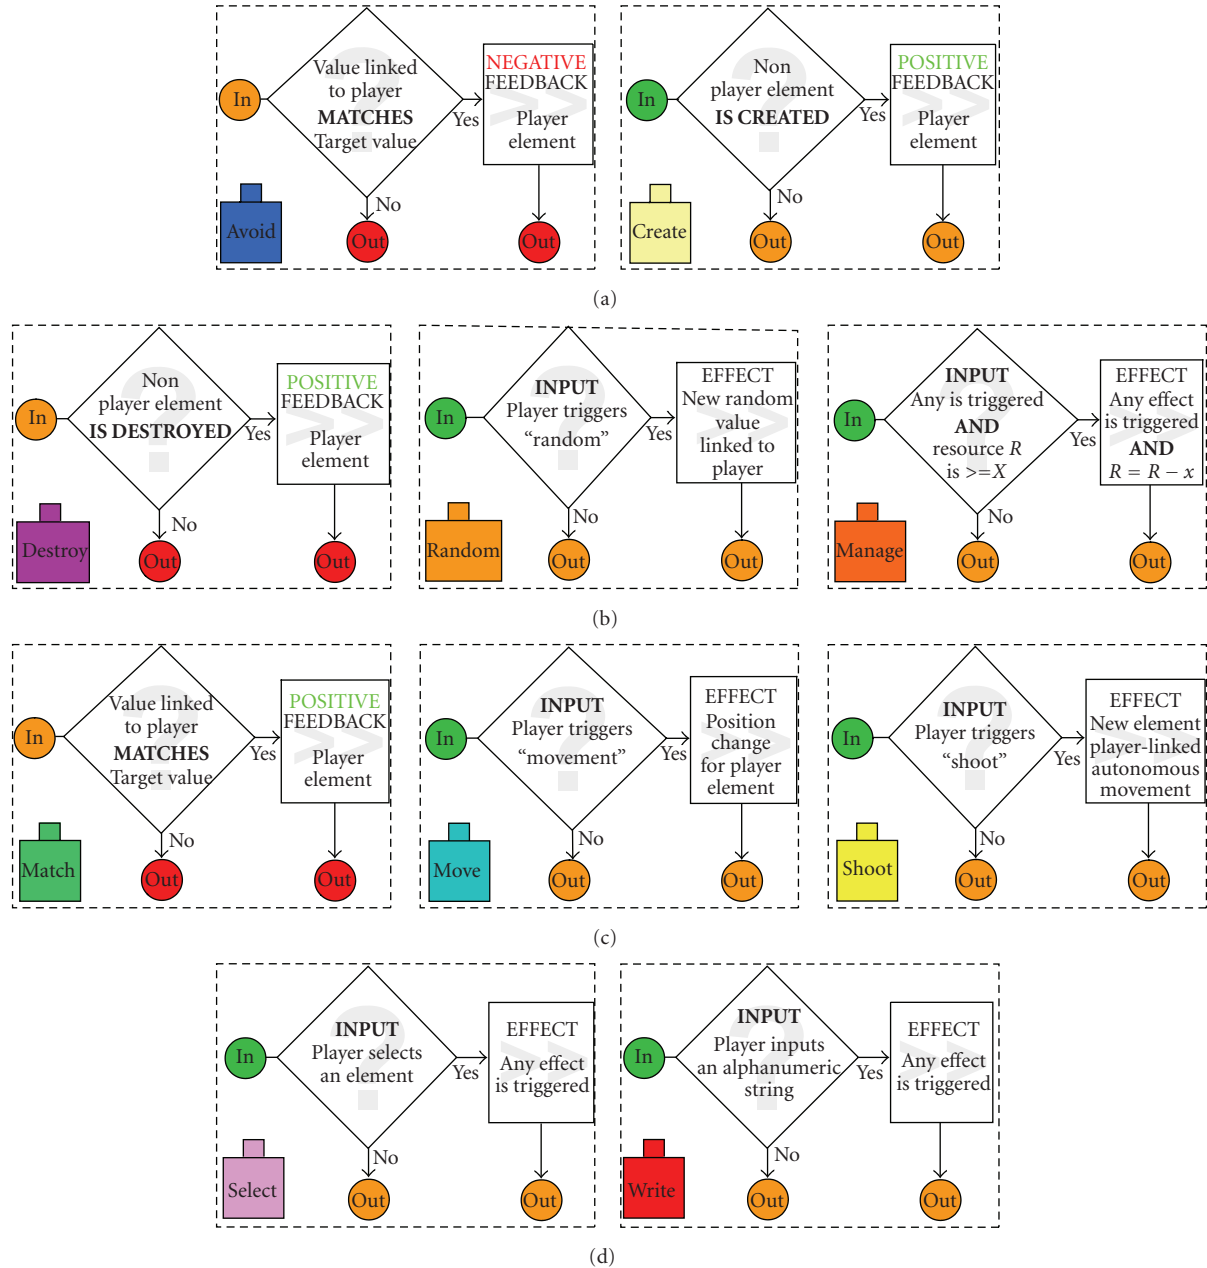 In
Value linked
to player
MATCHES
Target value
Yes
NEGATIVE
FEEDBACK
Player
element
No
Avoid
Out
Out
In
Non
player element
IS CREATED
Yes
POSITIVE
FEEDBACK
Player
element
No
Create
Out
Out
(a)
In
Non
player element
IS DESTROYED
Yes
POSITIVE
FEEDBACK
Player
element
No
Destroy
Out
Out
In
INPUT
Player triggers
“random”
Yes
EFFECT
New random
value
linked to
player
No
Random
Out
Out
INPUT
Any is triggered
AND
resource R
is >=X
In
Yes
EFFECT
Any effect
is triggered
AND
R = R − x
No
Manage
Out
Out
(b)
In
Value linked
to player
MATCHES
Target value
Yes
POSITIVE
FEEDBACK
Player
element
No
Match
Out
Out
In
INPUT
Player triggers
“movement”
Yes
EFFECT
Position
change
for player
element
No
Move
Out
Out
In
INPUT
Player triggers
“shoot”
Yes
EFFECT
New element
player-linked
autonomous
movement
No
Shoot
Out
Out
(c)
In
INPUT
Player selects
an element
Yes
EFFECT
Any effect
is triggered
No
Select
Out
Out
In
INPUT
Player inputs
an alphanumeric
string
Yes
EFFECT
Any effect
is triggered
No
Write
Out
Out
(d)